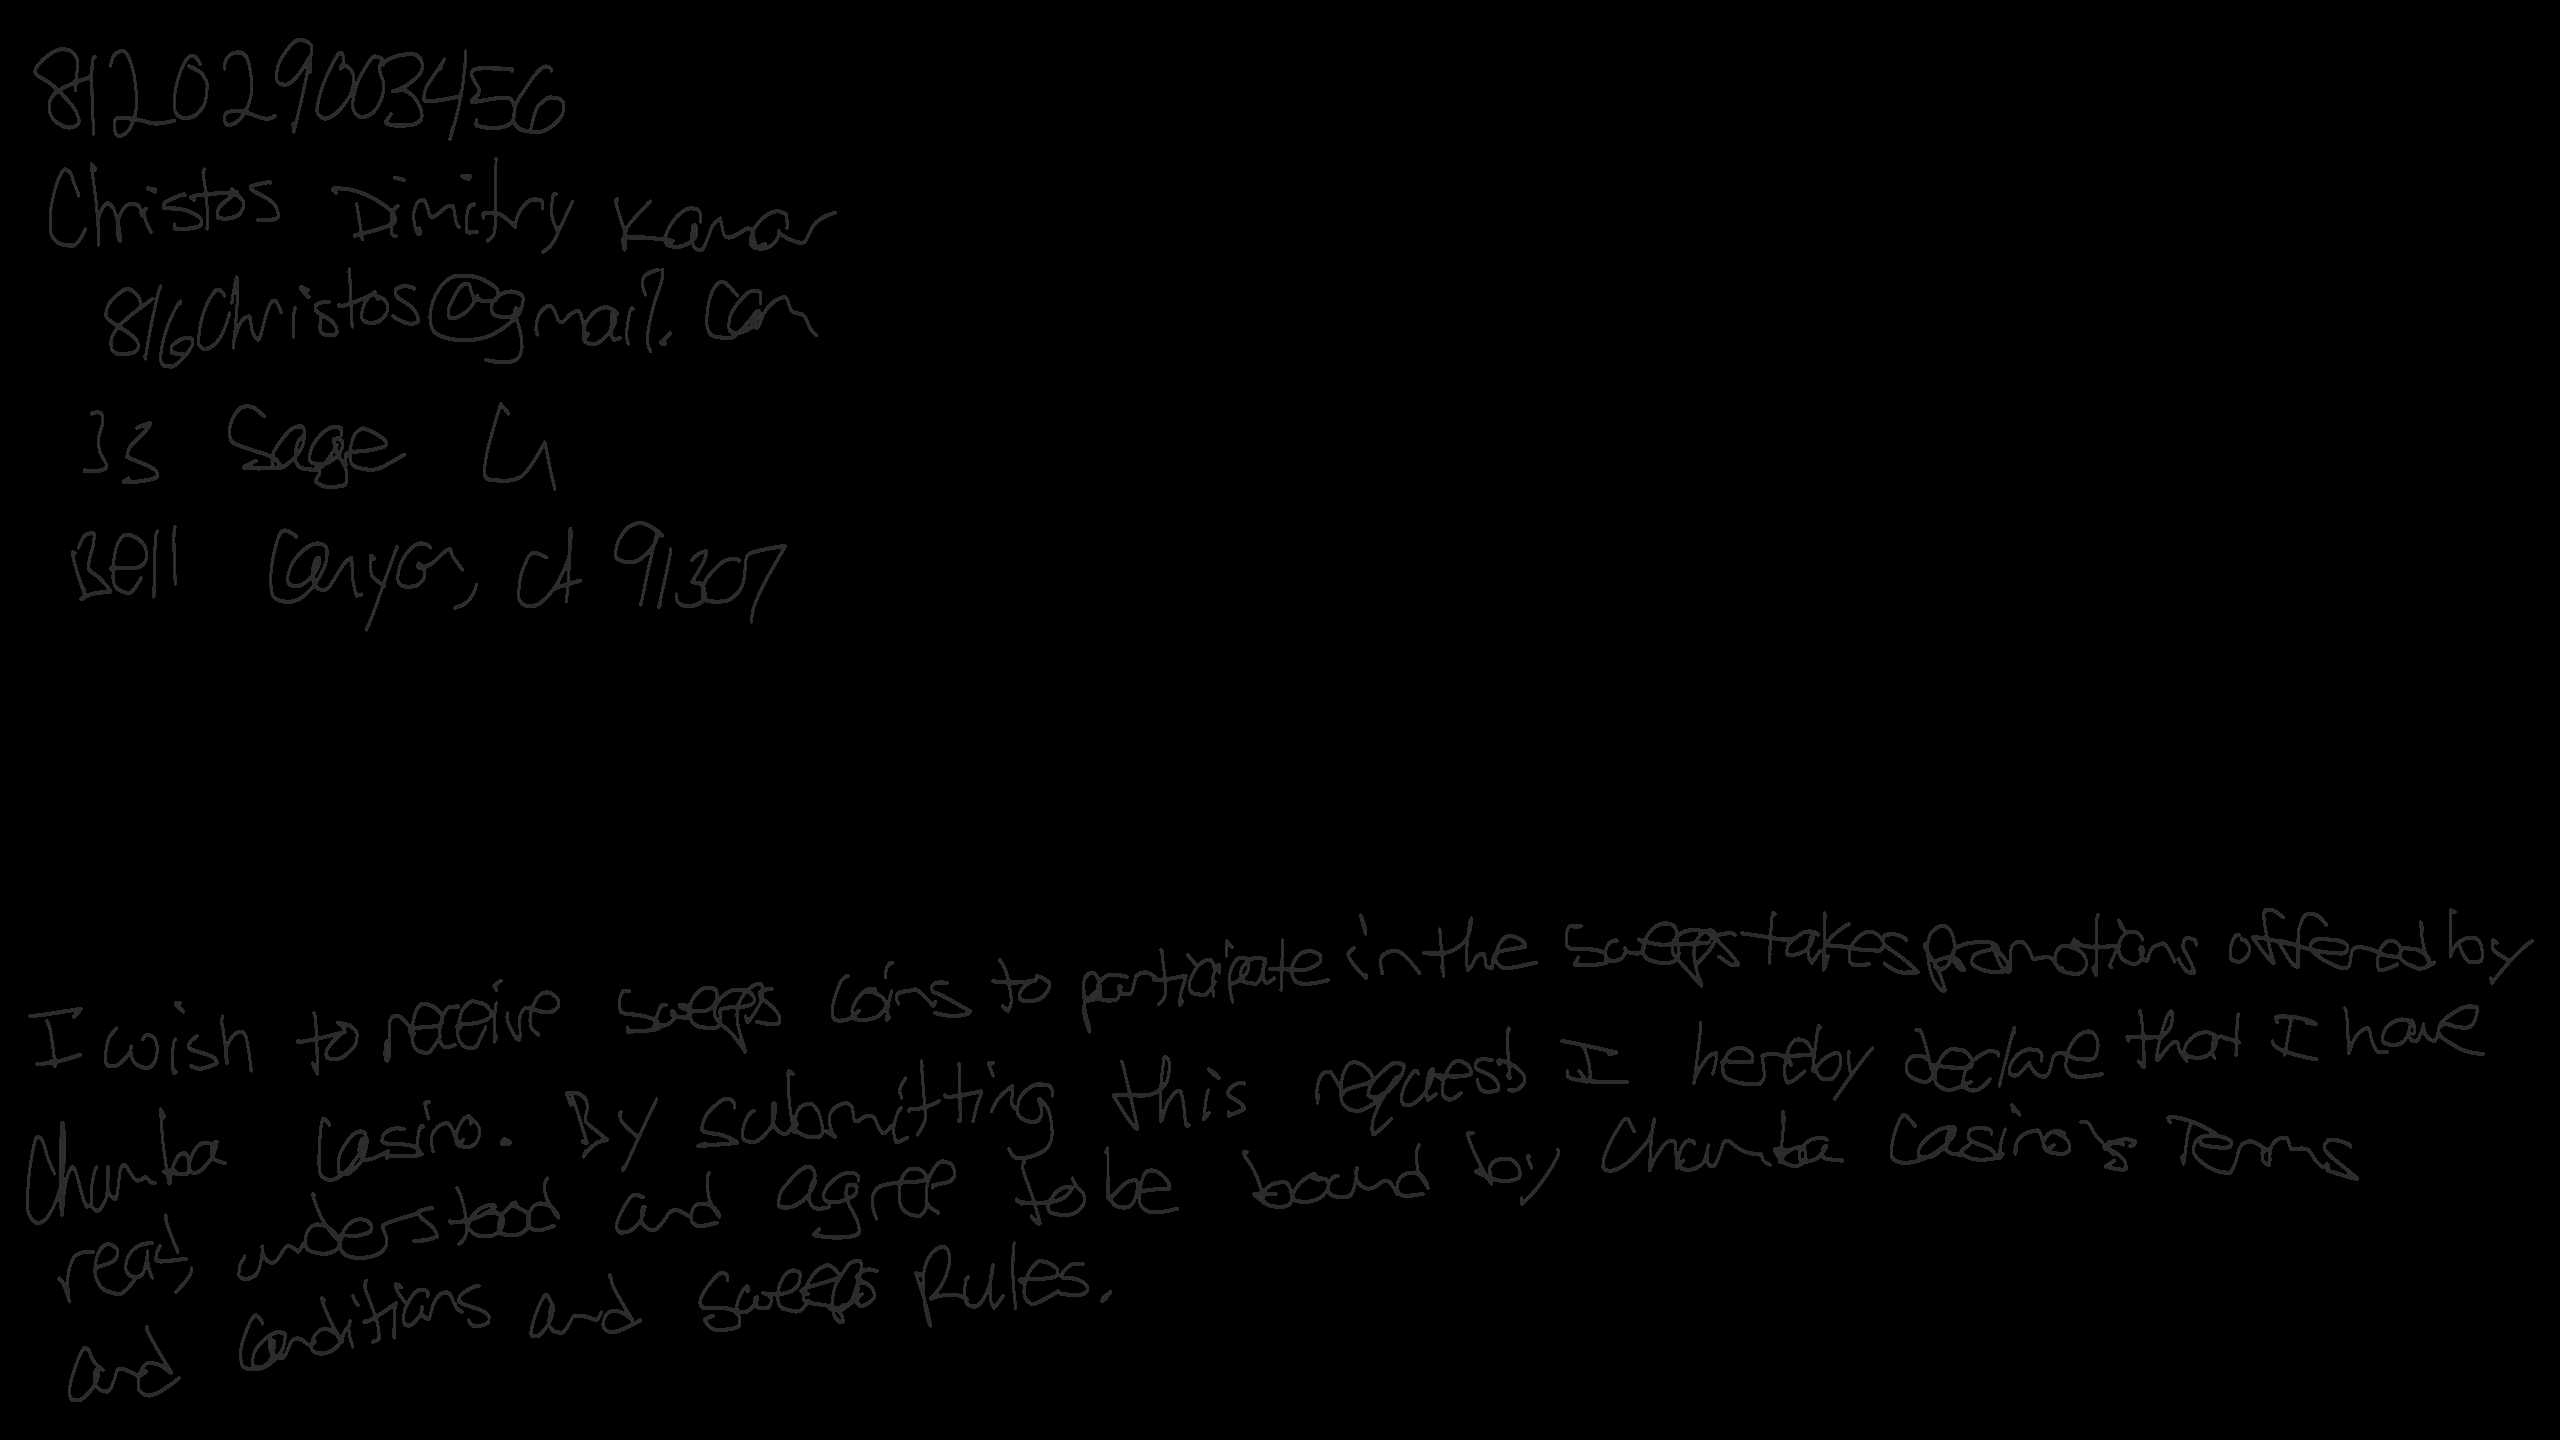 812029003456
Christos Dimitry Kamar
816Christos@gmail.com
33 Sage Ln
Bell Canyon, CA 91307
I wish to receive sweeps coins to participate in the sweepstakes promotions offered by
Chumba Casino. By submitting this request I hereby declare that I have
read, understood and agree to be bound by Chumba Casino's Terms
and Conditions and Sweeps Rules.